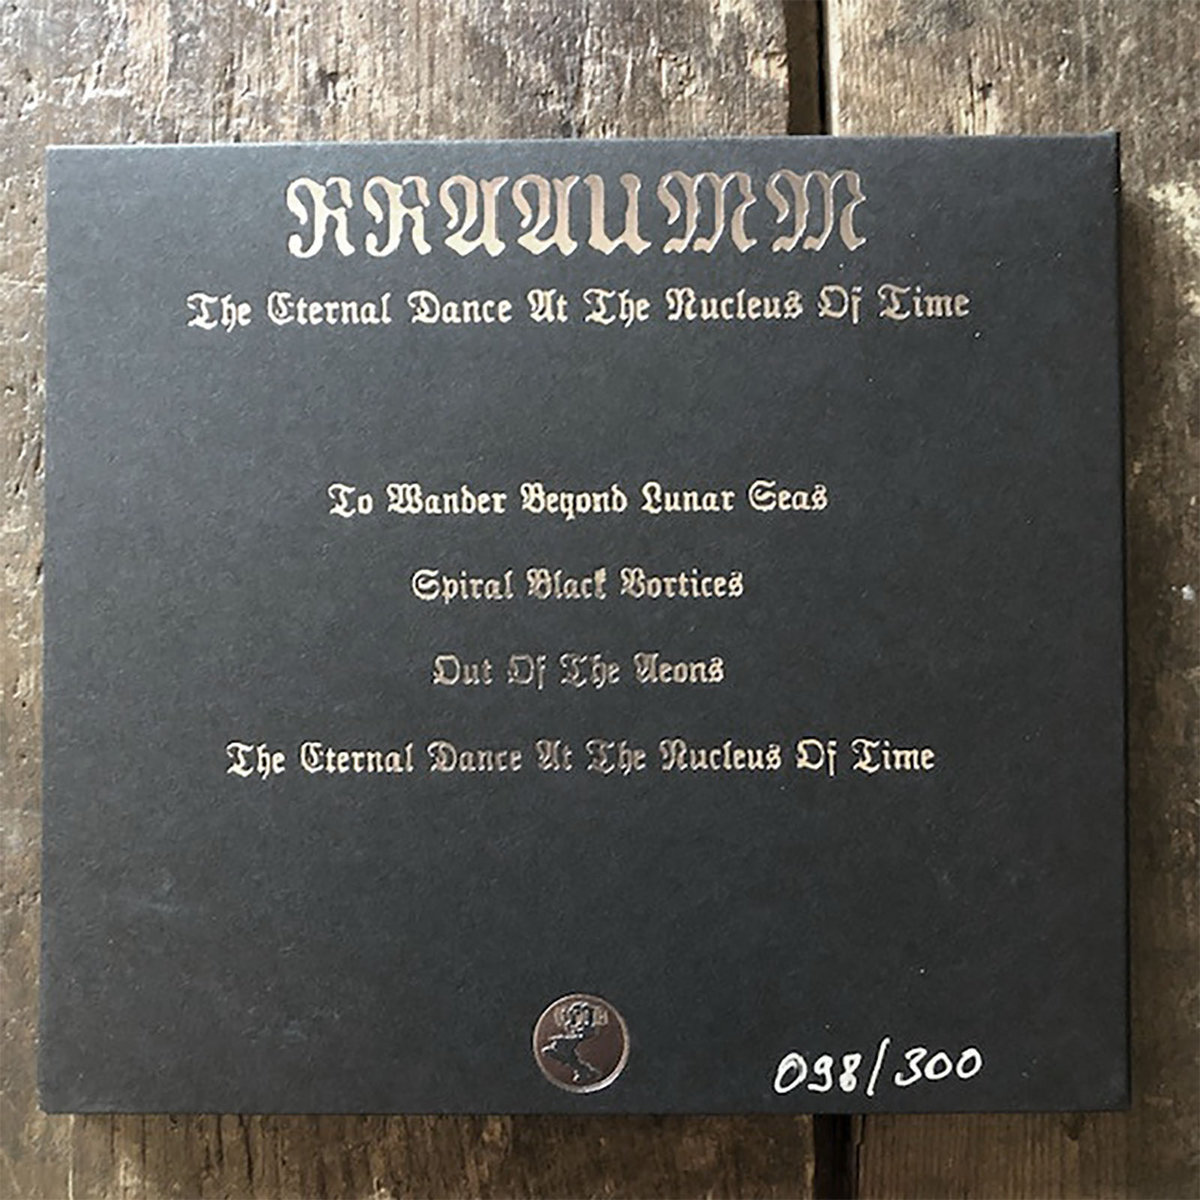 RRAAUMM
The Eternal Dance At The Nucleus Of Time
To Wander Beyond Lunar Seas
Spiral Black Vortices
Out Of The Aeons
The Eternal Dance At The Nucleus Of Time
098/300